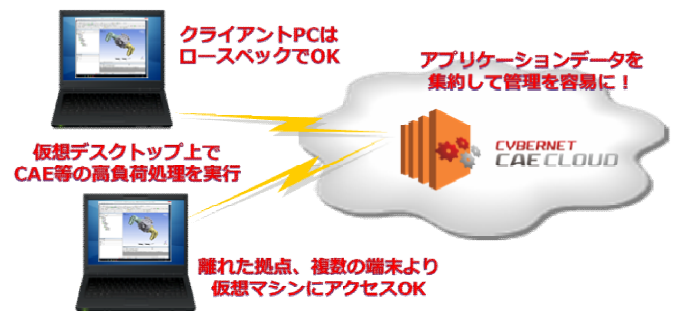 クライアントPCは
ロースペックでOK
アプリケーションデータを
集約して管理を容易に!
CYBERNET
CAECLOUD
仮想デスクトップ上で
CAE等の高負荷処理を実行
離れた拠点、複数の端末より
仮想マシンにアクセスOK